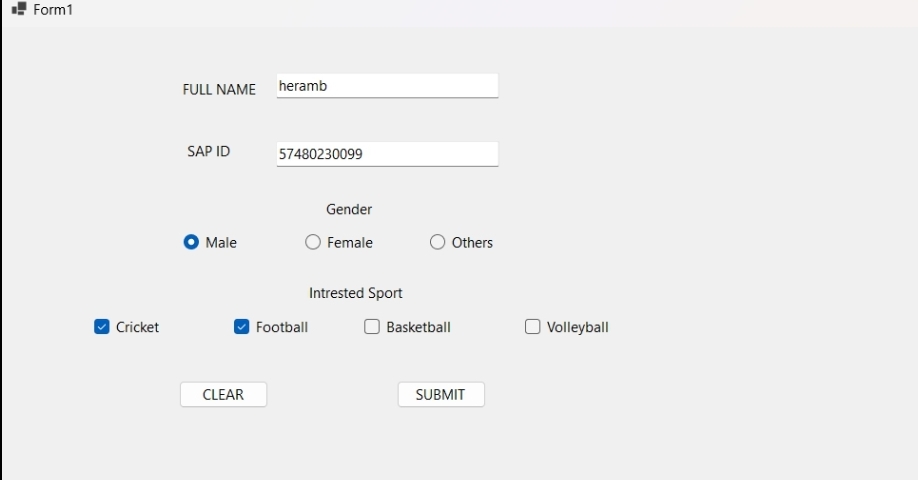 Form1
FULL NAME heramb
SAP ID 57480230099
Gender
Male Female Others
Intrested Sport
Cricket Football Basketball Volleyball
CLEAR SUBMIT